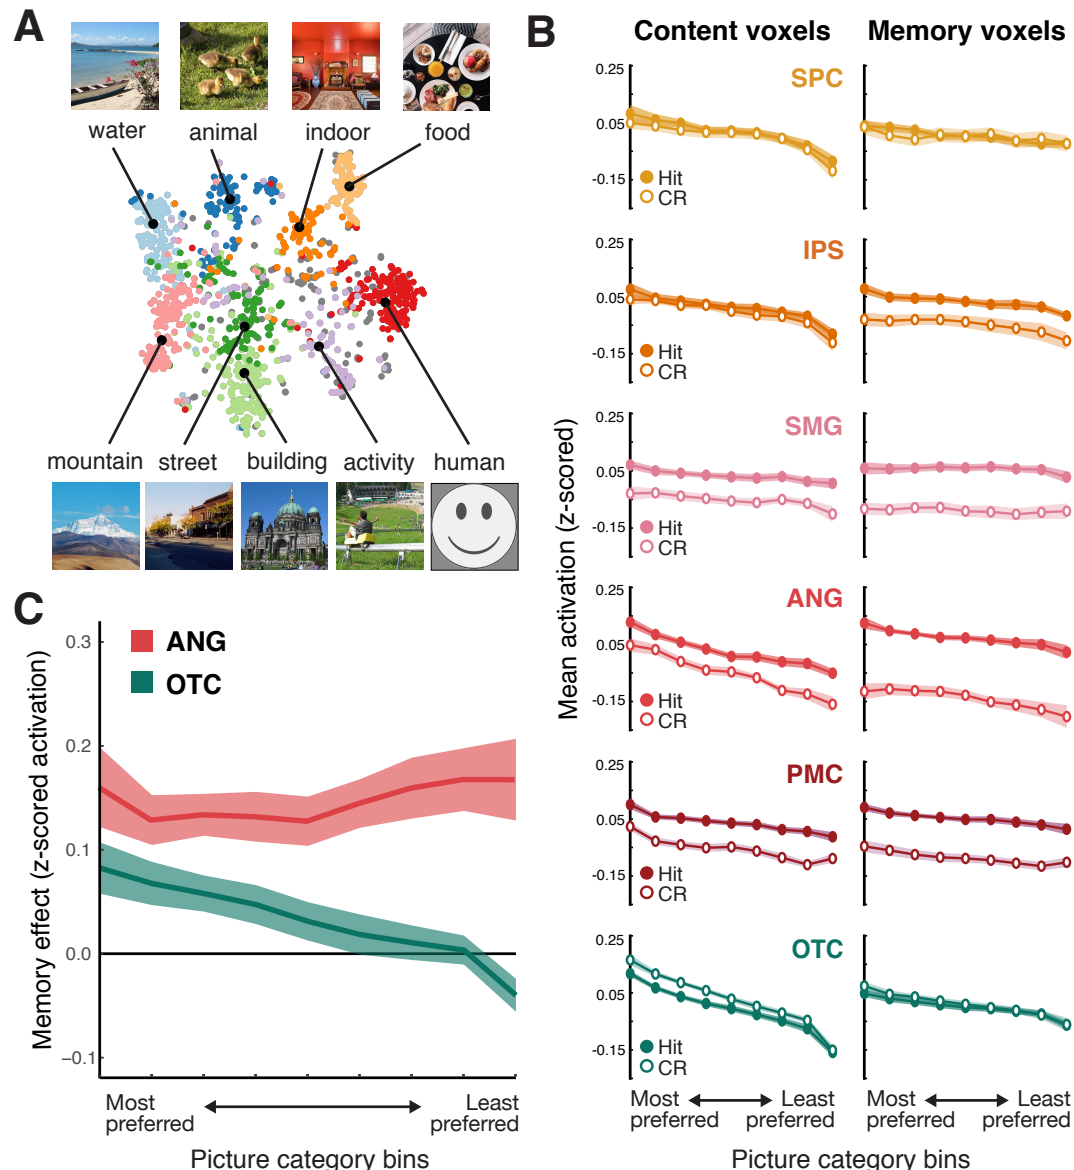 A
water
animal
indoor
food
mountain
street
building
activity
human
B
Content voxels
Memory voxels
Mean activation (z-scored)
SPC
0.25
0.05
-0.15
Hit
CR
IPS
0.25
0.05
-0.15
Hit
CR
SMG
0.25
0.05
-0.15
Hit
CR
ANG
0.25
0.05
-0.15
Hit
CR
PMC
0.25
0.05
-0.15
Hit
CR
OTC
0.25
0.05
-0.15
Hit
CR
Most
preferred
Least
preferred
Most
preferred
Least
preferred
Picture category bins
C
ANG
OTC
Memory effect (z-scored activation)
0.3
0.2
0.1
0.0
−0.1
Most
preferred
Least
preferred
Picture category bins